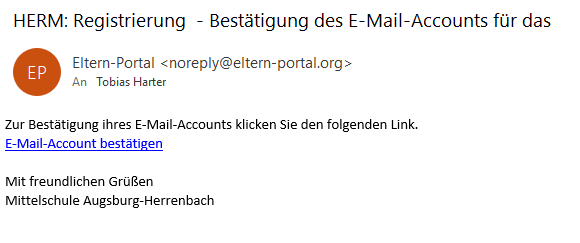 HERM: Registrierung - Bestätigung des E-Mail-Accounts für das
EP
Eltern-Portal <noreply@eltern-portal.org>
An Tobias Harter
Zur Bestätigung ihres E-Mail-Accounts klicken Sie den folgenden Link.
E-Mail-Account bestätigen
Mit freundlichen Grüßen
Mittelschule Augsburg-Herrenbach